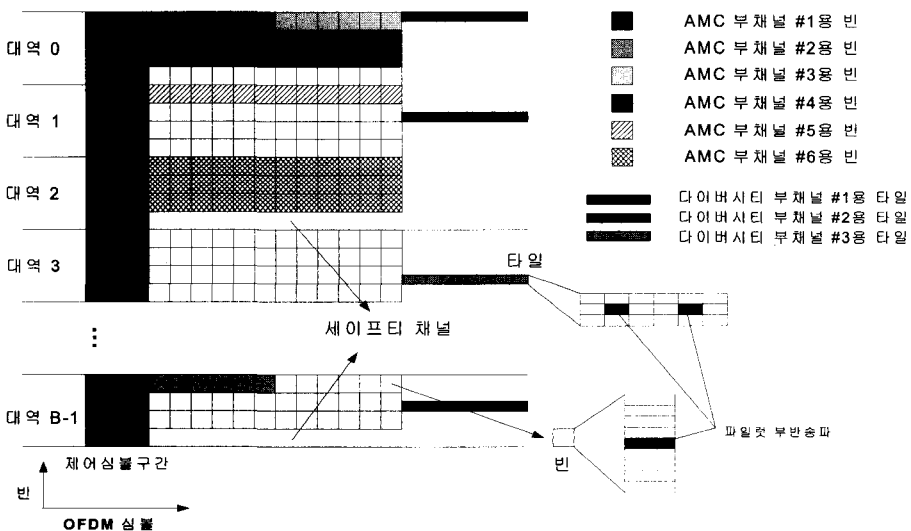 대역 0
대역 1
대역 2
대역 3
⋮
대역 B-1
AMC 부채널 #1용 빈
AMC 부채널 #2용 빈
AMC 부채널 #3용 빈
AMC 부채널 #4용 빈
AMC 부채널 #5용 빈
AMC 부채널 #6용 빈
다이버시티 부채널 #1용 타일
다이버시티 부채널 #2용 타일
다이버시티 부채널 #3용 타일
타일
세이프티 채널
파일럿 부반송파
빈
제어심볼구간
빈
OFDM 심볼